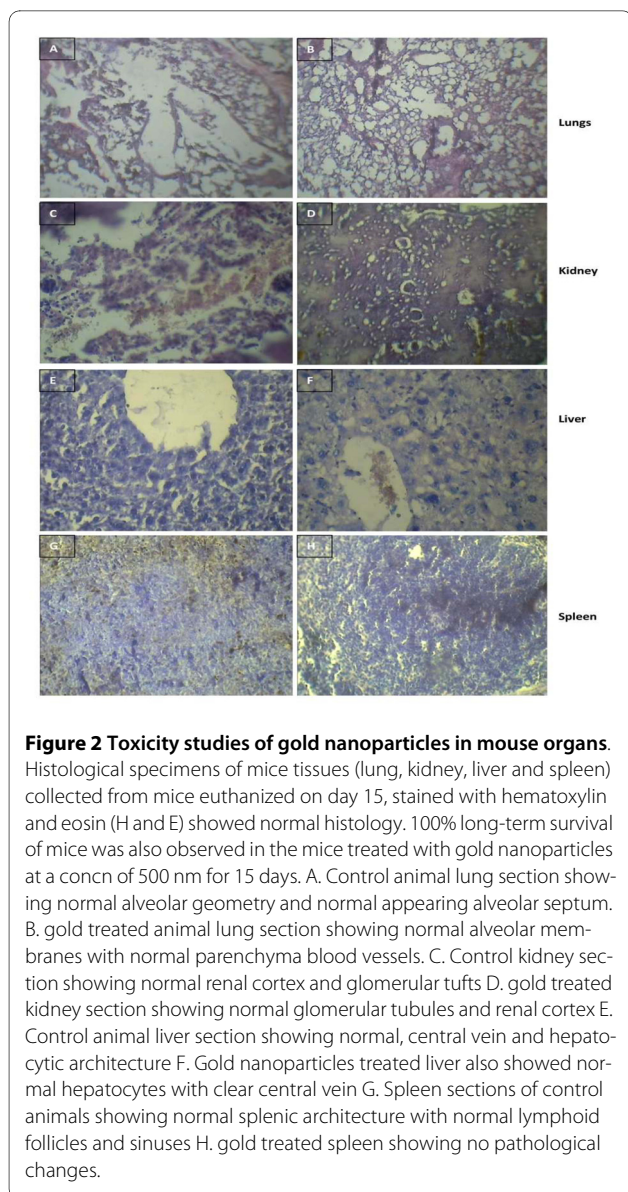 A
B
Lungs
C
D
Kidney
E
F
Liver
G
H
Spleen
Figure 2 Toxicity studies of gold nanoparticles in mouse organs.
Histological specimens of mice tissues (lung, kidney, liver and spleen)
collected from mice euthanized on day 15, stained with hematoxylin
and eosin (H and E) showed normal histology. 100% long-term survival
of mice was also observed in the mice treated with gold nanoparticles
at a concn of 500 nm for 15 days. A. Control animal lung section show-
ing normal alveolar geometry and normal appearing alveolar septum.
B. gold treated animal lung section showing normal alveolar mem-
branes with normal parenchyma blood vessels. C. Control kidney sec-
tion showing normal renal cortex and glomerular tufts D. gold treated
kidney section showing normal glomerular tubules and renal cortex E.
Control animal liver section showing normal, central vein and hepato-
cytic architecture F. Gold nanoparticles treated liver also showed nor-
mal hepatocytes with clear central vein G. Spleen sections of control
animals showing normal splenic architecture with normal lymphoid
follicles and sinuses H. gold treated spleen showing no pathological
changes.